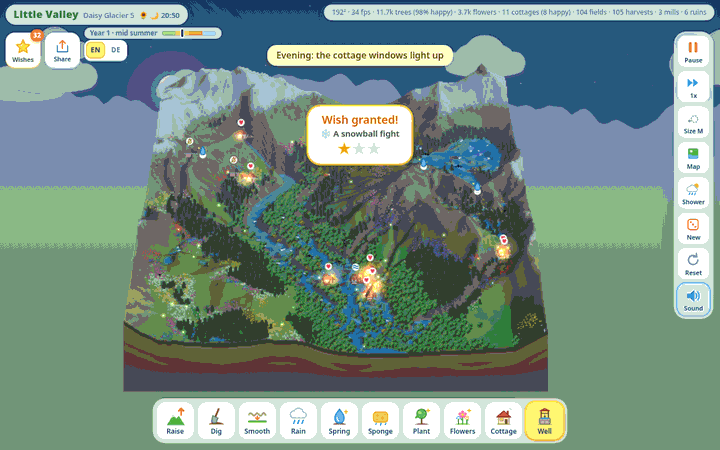 Little Valley Daisy Glacier 5 20:50
192² · 34 fps · 11.7k trees (98% happy) · 3.7k flowers · 11 cottages (8 happy) · 104 fields · 105 harvests · 3 mills · 6 ruins
Year 1 · mid summer
32
Wishes
Share
EN DE
Evening: the cottage windows light up
Wish granted!
A snowball fight
Pause
1x
Size M
Map
Shower
New
Reset
Sound
Raise Dig Smooth Rain Spring Sponge Plant Flowers Cottage Well